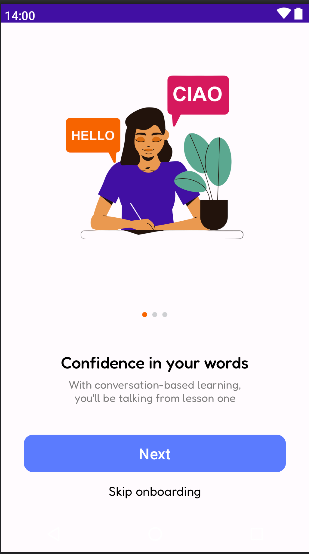 14:00
CIAO
HELLO
Confidence in your words
With conversation-based learning,
you'll be talking from lesson one
Next
Skip onboarding